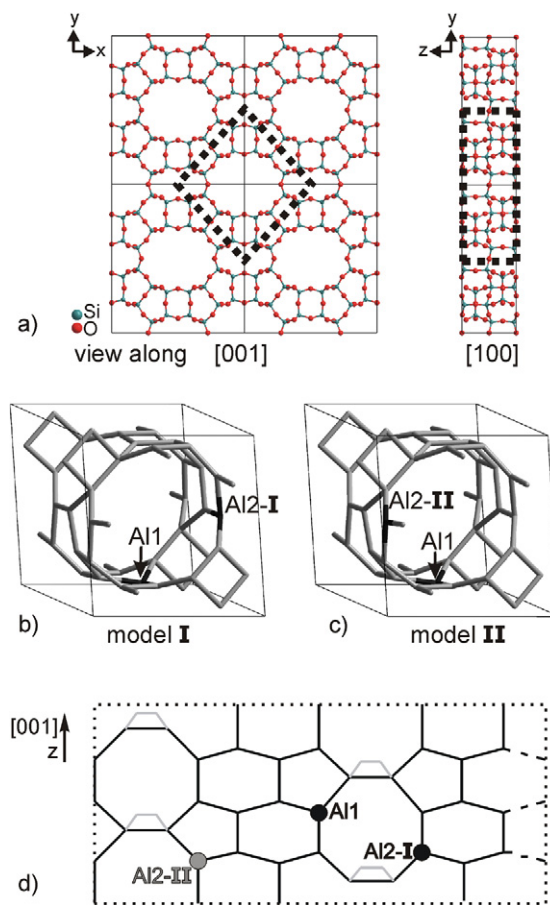 y
x
y
z
a)
Si
O
view along
[001]
[100]
Al2-I
Al1
b)
model I
Al2-II
Al1
c)
model II
[001]
z
Al1
Al2-I
Al2-II
d)